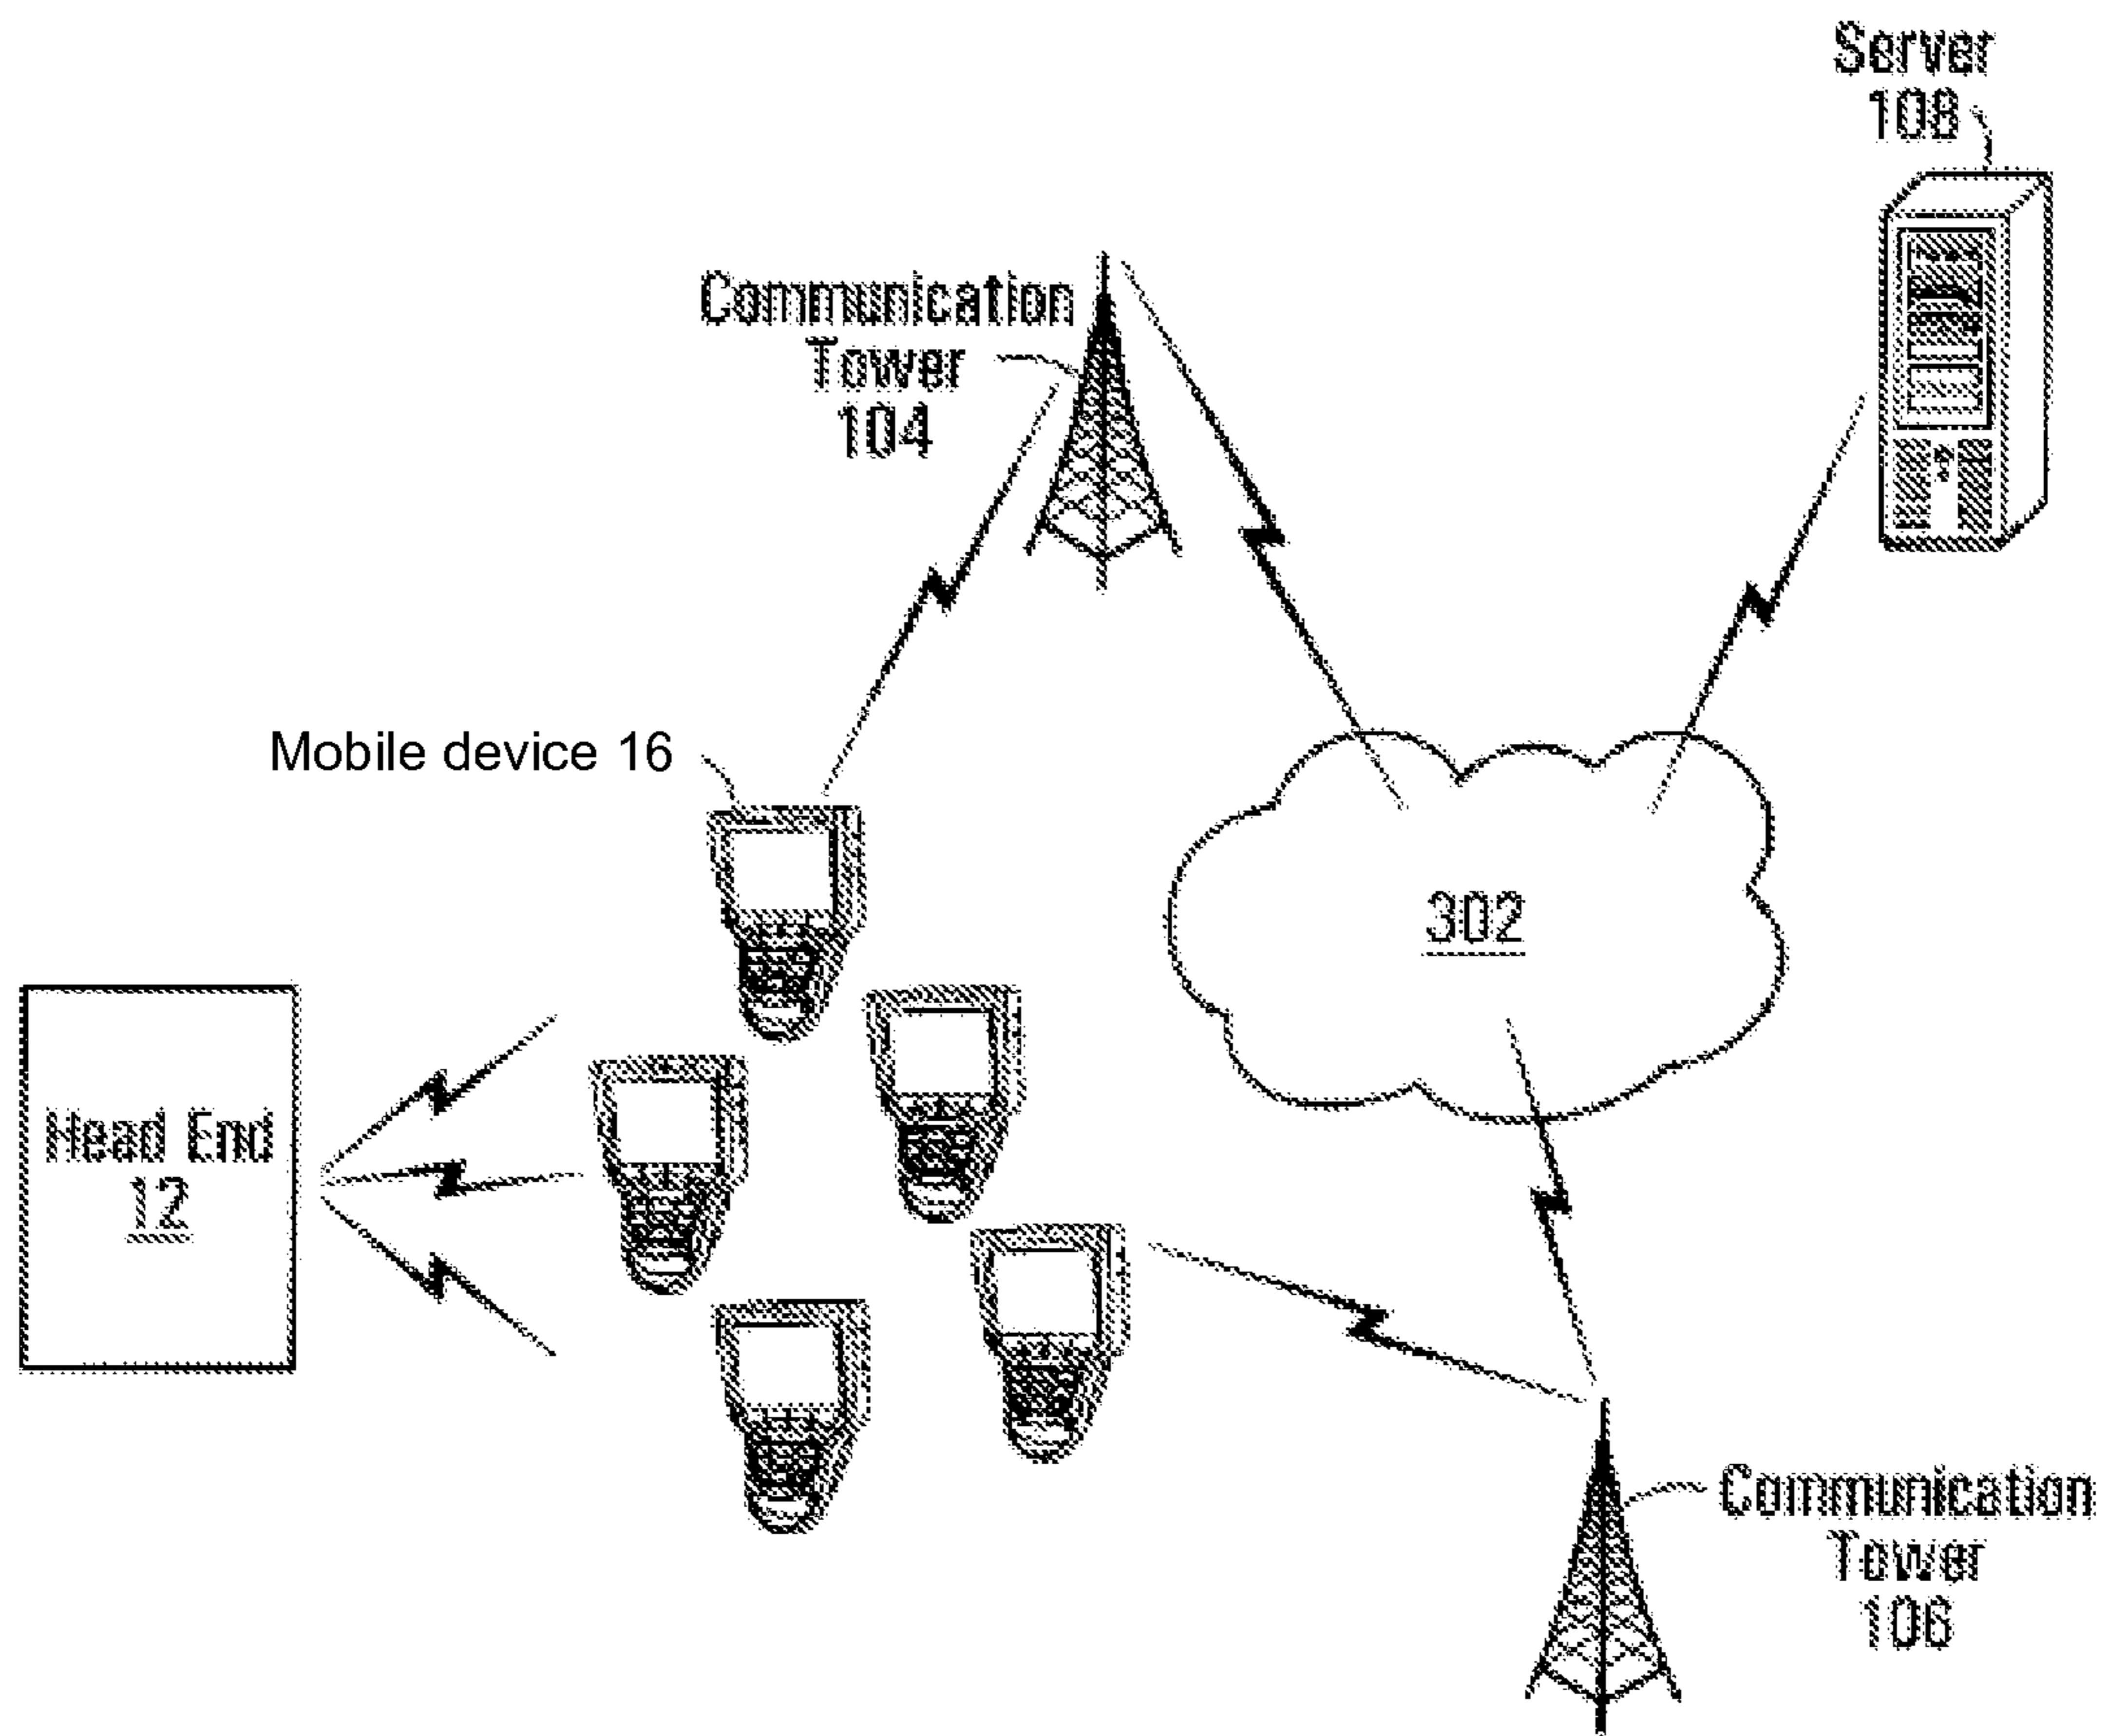 Server
108
Communication
Tower
104
Mobile device 16
302
Head End
12
Communication
Tower
106